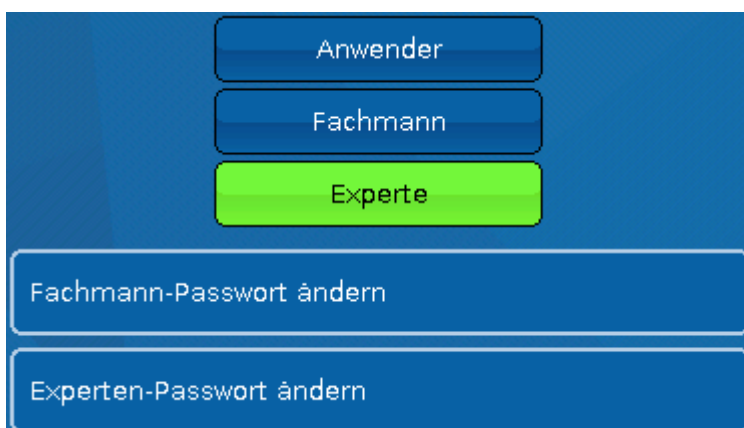 Anwender
Fachmann
Experte
Fachmann-Passwort ändern
Experten-Passwort ändern